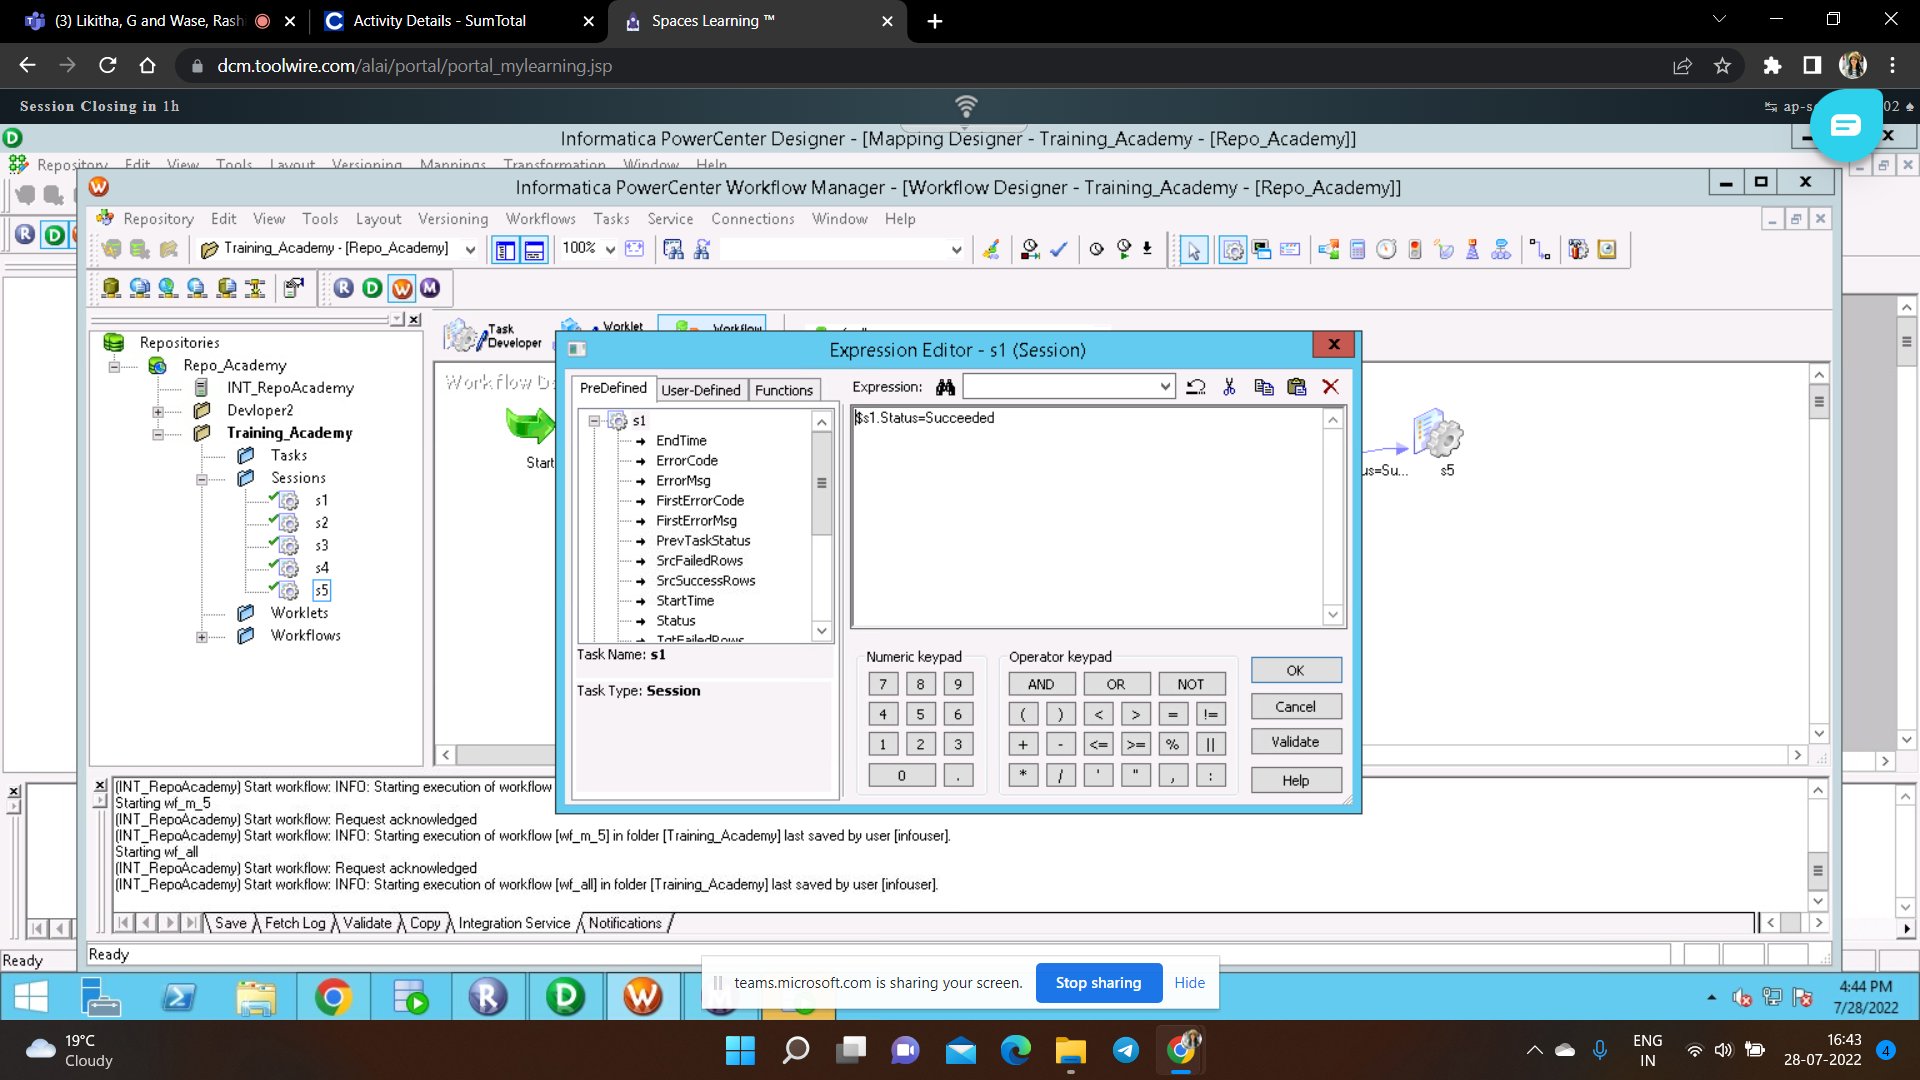 (3) Likitha, G and Wase, Rash
Activity Details - SumTotal
Spaces Learning ™
dcm.toolwire.com/alai/portal/portal_mylearning.jsp
Session Closing in 1h
02
Informatica PowerCenter Designer - [Mapping Designer - Training_Academy - [Repo_Academy]]
Repository Edit View Tools Layout Versioning Mappings Transformation Window Help
Informatica PowerCenter Workflow Manager - [Workflow Designer - Training_Academy - [Repo_Academy]]
Repository Edit View Tools Layout Versioning Workflows Tasks Service Connections Window Help
Training_Academy - [Repo_Academy]
100%
R D W M
Repositories
Repo_Academy
INT_RepoAcademy
Devloper2
Training_Academy
Tasks
Sessions
s1
s2
s3
s4
s5
Worklets
Workflows
Task
Developer
Worklet
Workflow
Workflow De
Start
us=Su...
s5
Expression Editor - s1 (Session)
PreDefined User-Defined Functions
Expression:
s1
EndTime
ErrorCode
ErrorMsg
FirstErrorCode
FirstErrorMsg
PrevTaskStatus
SrcFailedRows
SrcSuccessRows
StartTime
Status
TgtFailedRows
$s1.Status=Succeeded
Task Name: s1
Task Type: Session
Numeric keypad
7 8 9
4 5 6
1 2 3
0 .
Operator keypad
AND OR NOT
( ) < > = !=
+ - <= >= % ||
* / ' " , :
OK
Cancel
Validate
Help
(INT_RepoAcademy) Start workflow: INFO: Starting execution of workflow
Starting wf_m_5
(INT_RepoAcademy) Start workflow: Request acknowledged
(INT_RepoAcademy) Start workflow: INFO: Starting execution of workflow [wf_m_5] in folder [Training_Academy] last saved by user [infouser].
Starting wf_all
(INT_RepoAcademy) Start workflow: Request acknowledged
(INT_RepoAcademy) Start workflow: INFO: Starting execution of workflow [wf_all] in folder [Training_Academy] last saved by user [infouser].
Save Fetch Log Validate Copy Integration Service Notifications
Ready
Ready
teams.microsoft.com is sharing your screen.
Stop sharing
Hide
4:44 PM
7/28/2022
19°C
Cloudy
ENG
IN
16:43
28-07-2022
4